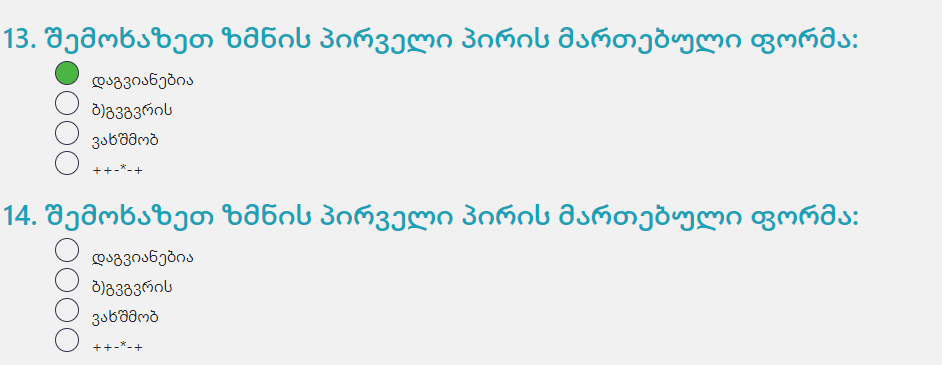 13. შემოხაზეთ ზმნის პირველი პირის მართებული ფორმა:
დაგვიანებია
ბ)გვგვრის
ვახშმობ
++-*-+
14. შემოხაზეთ ზმნის პირველი პირის მართებული ფორმა:
დაგვიანებია
ბ)გვგვრის
ვახშმობ
++-*-+